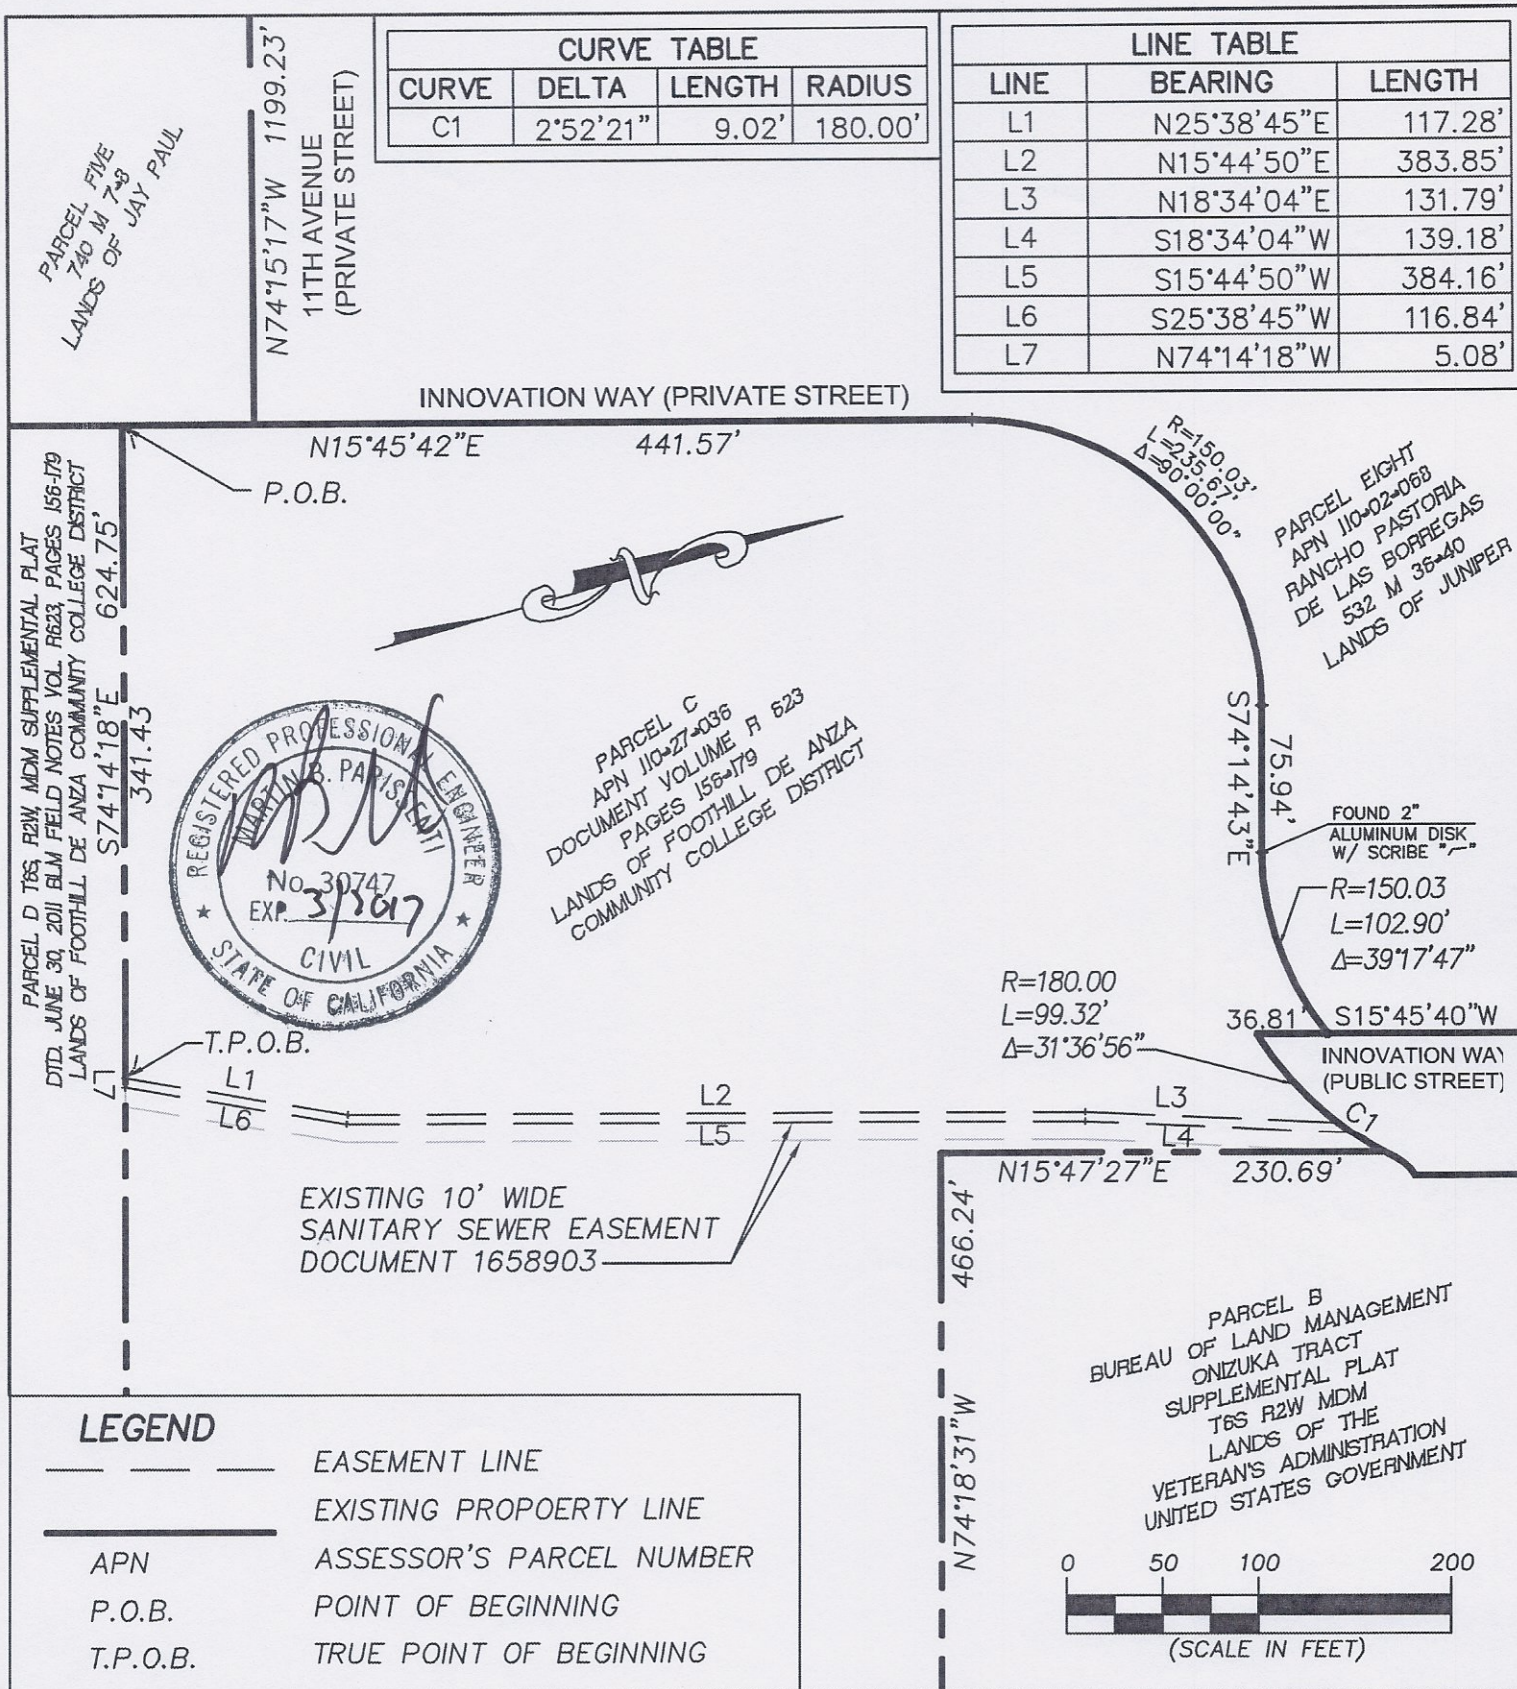 CURVE TABLE
CURVE DELTA LENGTH RADIUS
C1 2°52'21" 9.02' 180.00'
LINE TABLE
LINE BEARING LENGTH
L1 N25°38'45"E 117.28'
L2 N15°44'50"E 383.85'
L3 N18°34'04"E 131.79'
L4 S18°34'04"W 139.18'
L5 S15°44'50"W 384.16'
L6 S25°38'45"W 116.84'
L7 N74°14'18"W 5.08'
PARCEL FIVE
740 M 7-8
LANDS OF JAY PAUL
N74°15'17"W 1199.23'
11TH AVENUE
(PRIVATE STREET)
INNOVATION WAY (PRIVATE STREET)
N15°45'42"E 441.57'
P.O.B.
R=150.03'
L=235.67'
Δ=90°00'00"
PARCEL EIGHT
APN 110-02-068
RANCHO PASTORIA
DE LAS BORREGAS
532 M 36-40
LANDS OF JUNIPER
PARCEL D T6S, R2W, MDM SUPPLEMENTAL PLAT
DTD. JUNE 30, 2011 BLM FIELD NOTES VOL. R623, PAGES 156-179
LANDS OF FOOTHILL DE ANZA COMMUNITY COLLEGE DISTRICT
S74°14'18"E 624.75'
341.43
PARCEL C
APN 110-27-036
DOCUMENT VOLUME R 623
PAGES 156-179
LANDS OF FOOTHILL DE ANZA
COMMUNITY COLLEGE DISTRICT
REGISTERED PROFESSIONAL ENGINEER
MARTIN B. PARISSENTI
No. 30747
EXP.
CIVIL
STATE OF CALIFORNIA
S74°14'43"E
75.94'
FOUND 2"
ALUMINUM DISK
W/ SCRIBE
R=150.03
L=102.90'
Δ=39°17'47"
R=180.00
L=99.32'
Δ=31°36'56"
36.81' S15°45'40"W
INNOVATION WAY
(PUBLIC STREET)
T.P.O.B.
L7
L1
L6
L2
L5
L3
L4
C1
N15°47'27"E 230.69'
EXISTING 10' WIDE
SANITARY SEWER EASEMENT
DOCUMENT 1658903
466.24'
N74°18'31"W
PARCEL B
BUREAU OF LAND MANAGEMENT
ONIZUKA TRACT
SUPPLEMENTAL PLAT
T6S R2W MDM
LANDS OF THE
VETERAN'S ADMINISTRATION
UNITED STATES GOVERNMENT
LEGEND
EASEMENT LINE
EXISTING PROPOERTY LINE
APN ASSESSOR'S PARCEL NUMBER
P.O.B. POINT OF BEGINNING
T.P.O.B. TRUE POINT OF BEGINNING
0 50 100 200
(SCALE IN FEET)